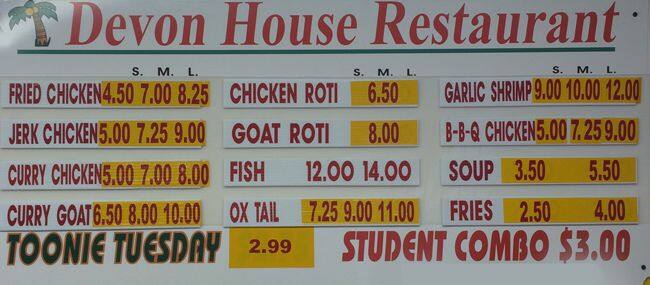 Devon House Restaurant
S. M. L.
FRIED CHICKEN 4.50 7.00 8.25
JERK CHICKEN 5.00 7.25 9.00
CURRY CHICKEN 5.00 7.00 8.00
CURRY GOAT 6.50 8.00 10.00
S. M. L.
CHICKEN ROTI 6.50
GOAT ROTI 8.00
FISH 12.00 14.00
OX TAIL 7.25 9.00 11.00
S. M. L.
GARLIC SHRIMP 9.00 10.00 12.00
B-B-Q CHICKEN 5.00 7.25 9.00
SOUP 3.50 5.50
FRIES 2.50 4.00
TOONIE TUESDAY 2.99 STUDENT COMBO $3.00